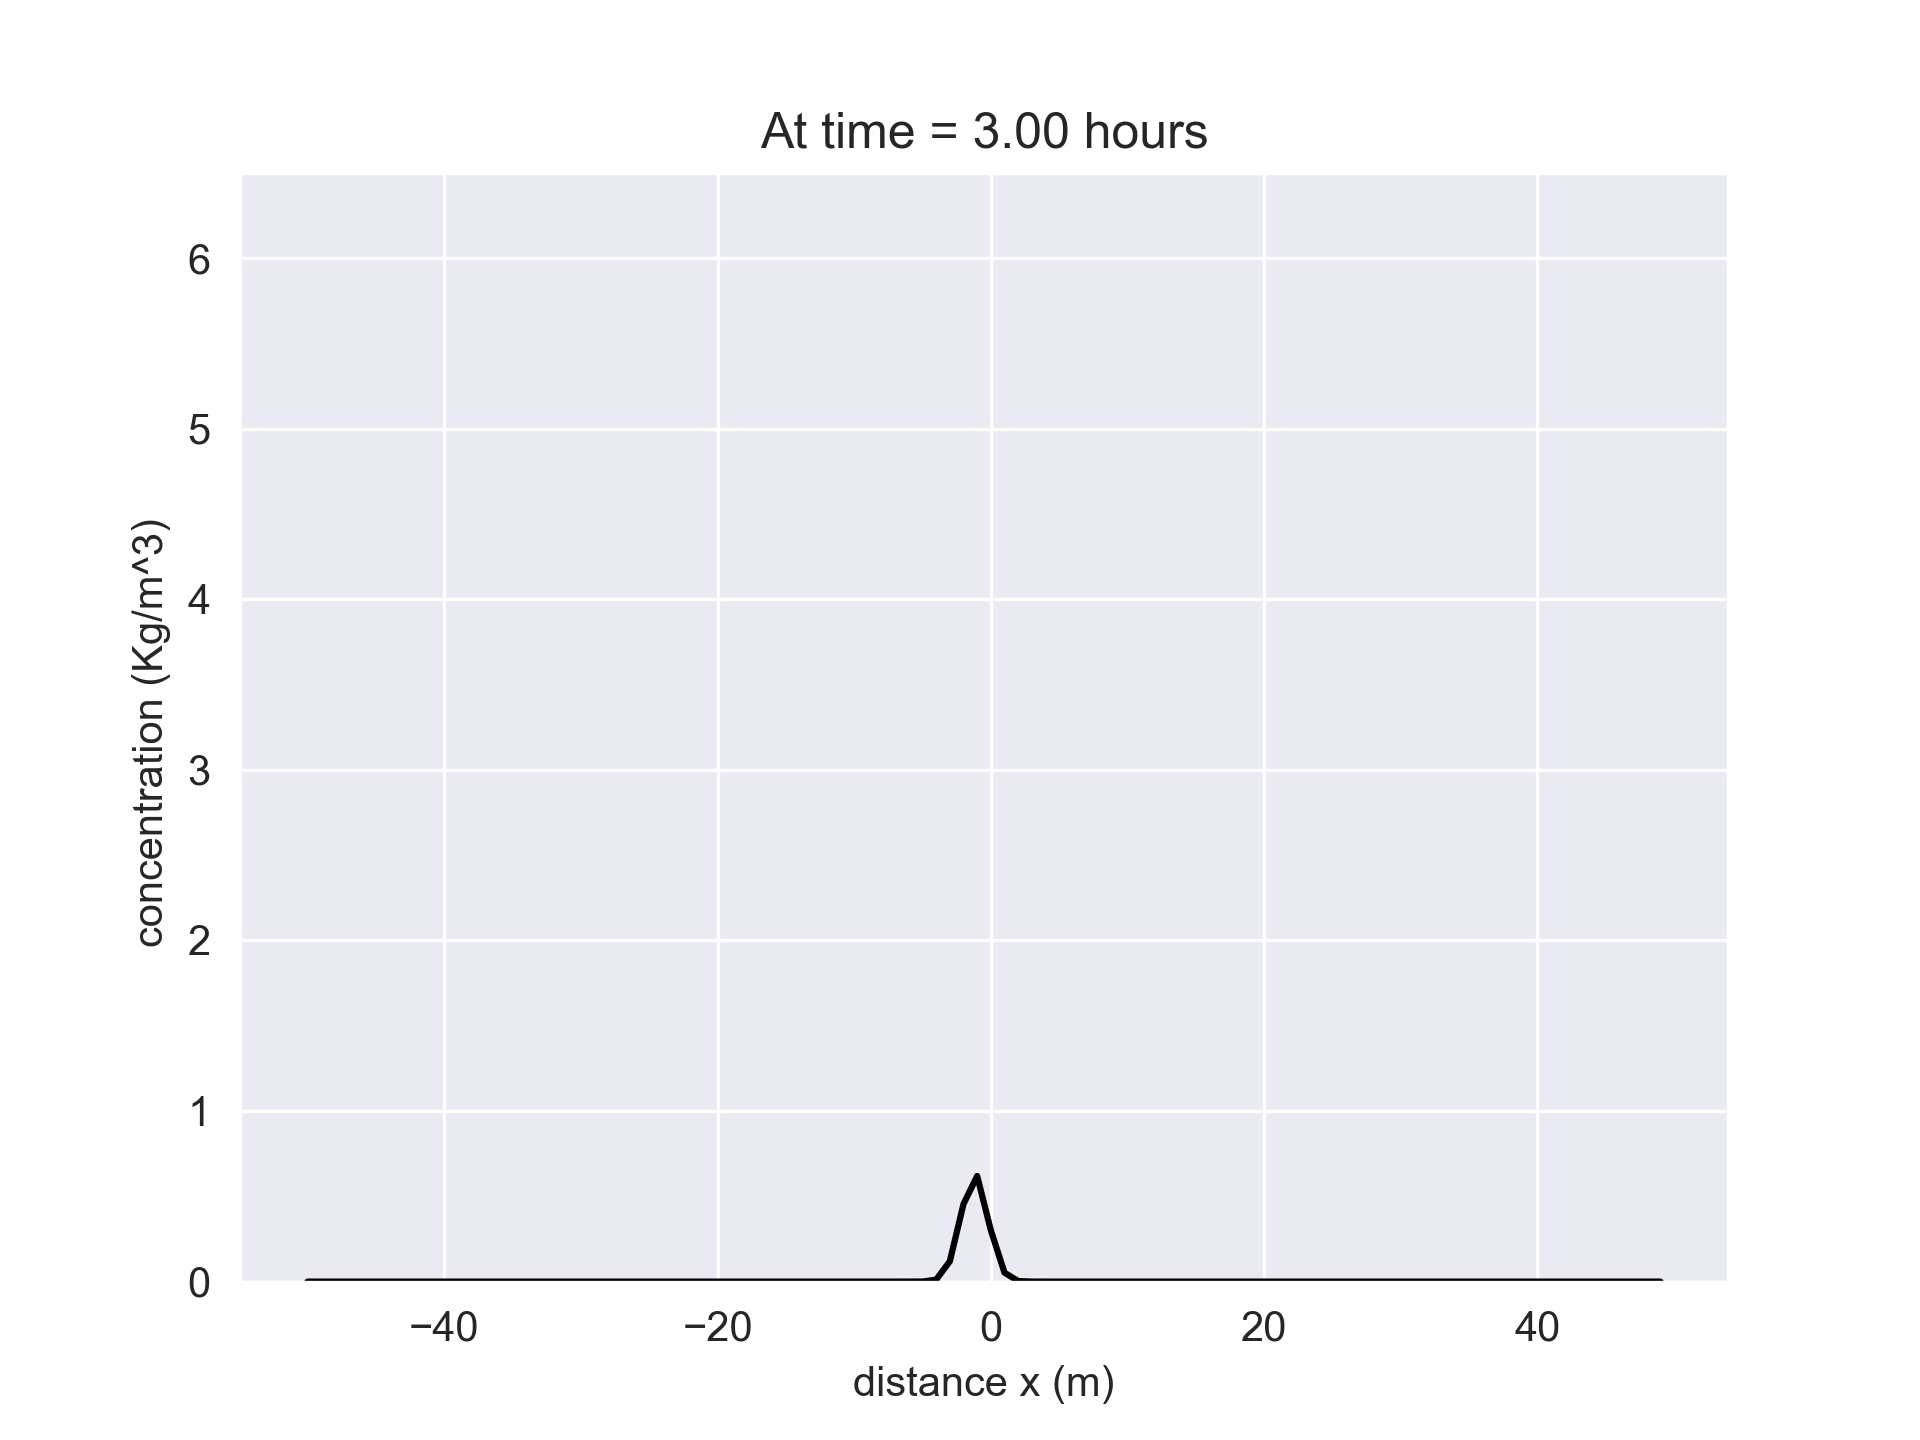 At time = 3.00 hours
6
5
4
3
2
1
0
concentration (Kg/m^3)
−40 −20 0 20 40
distance x (m)